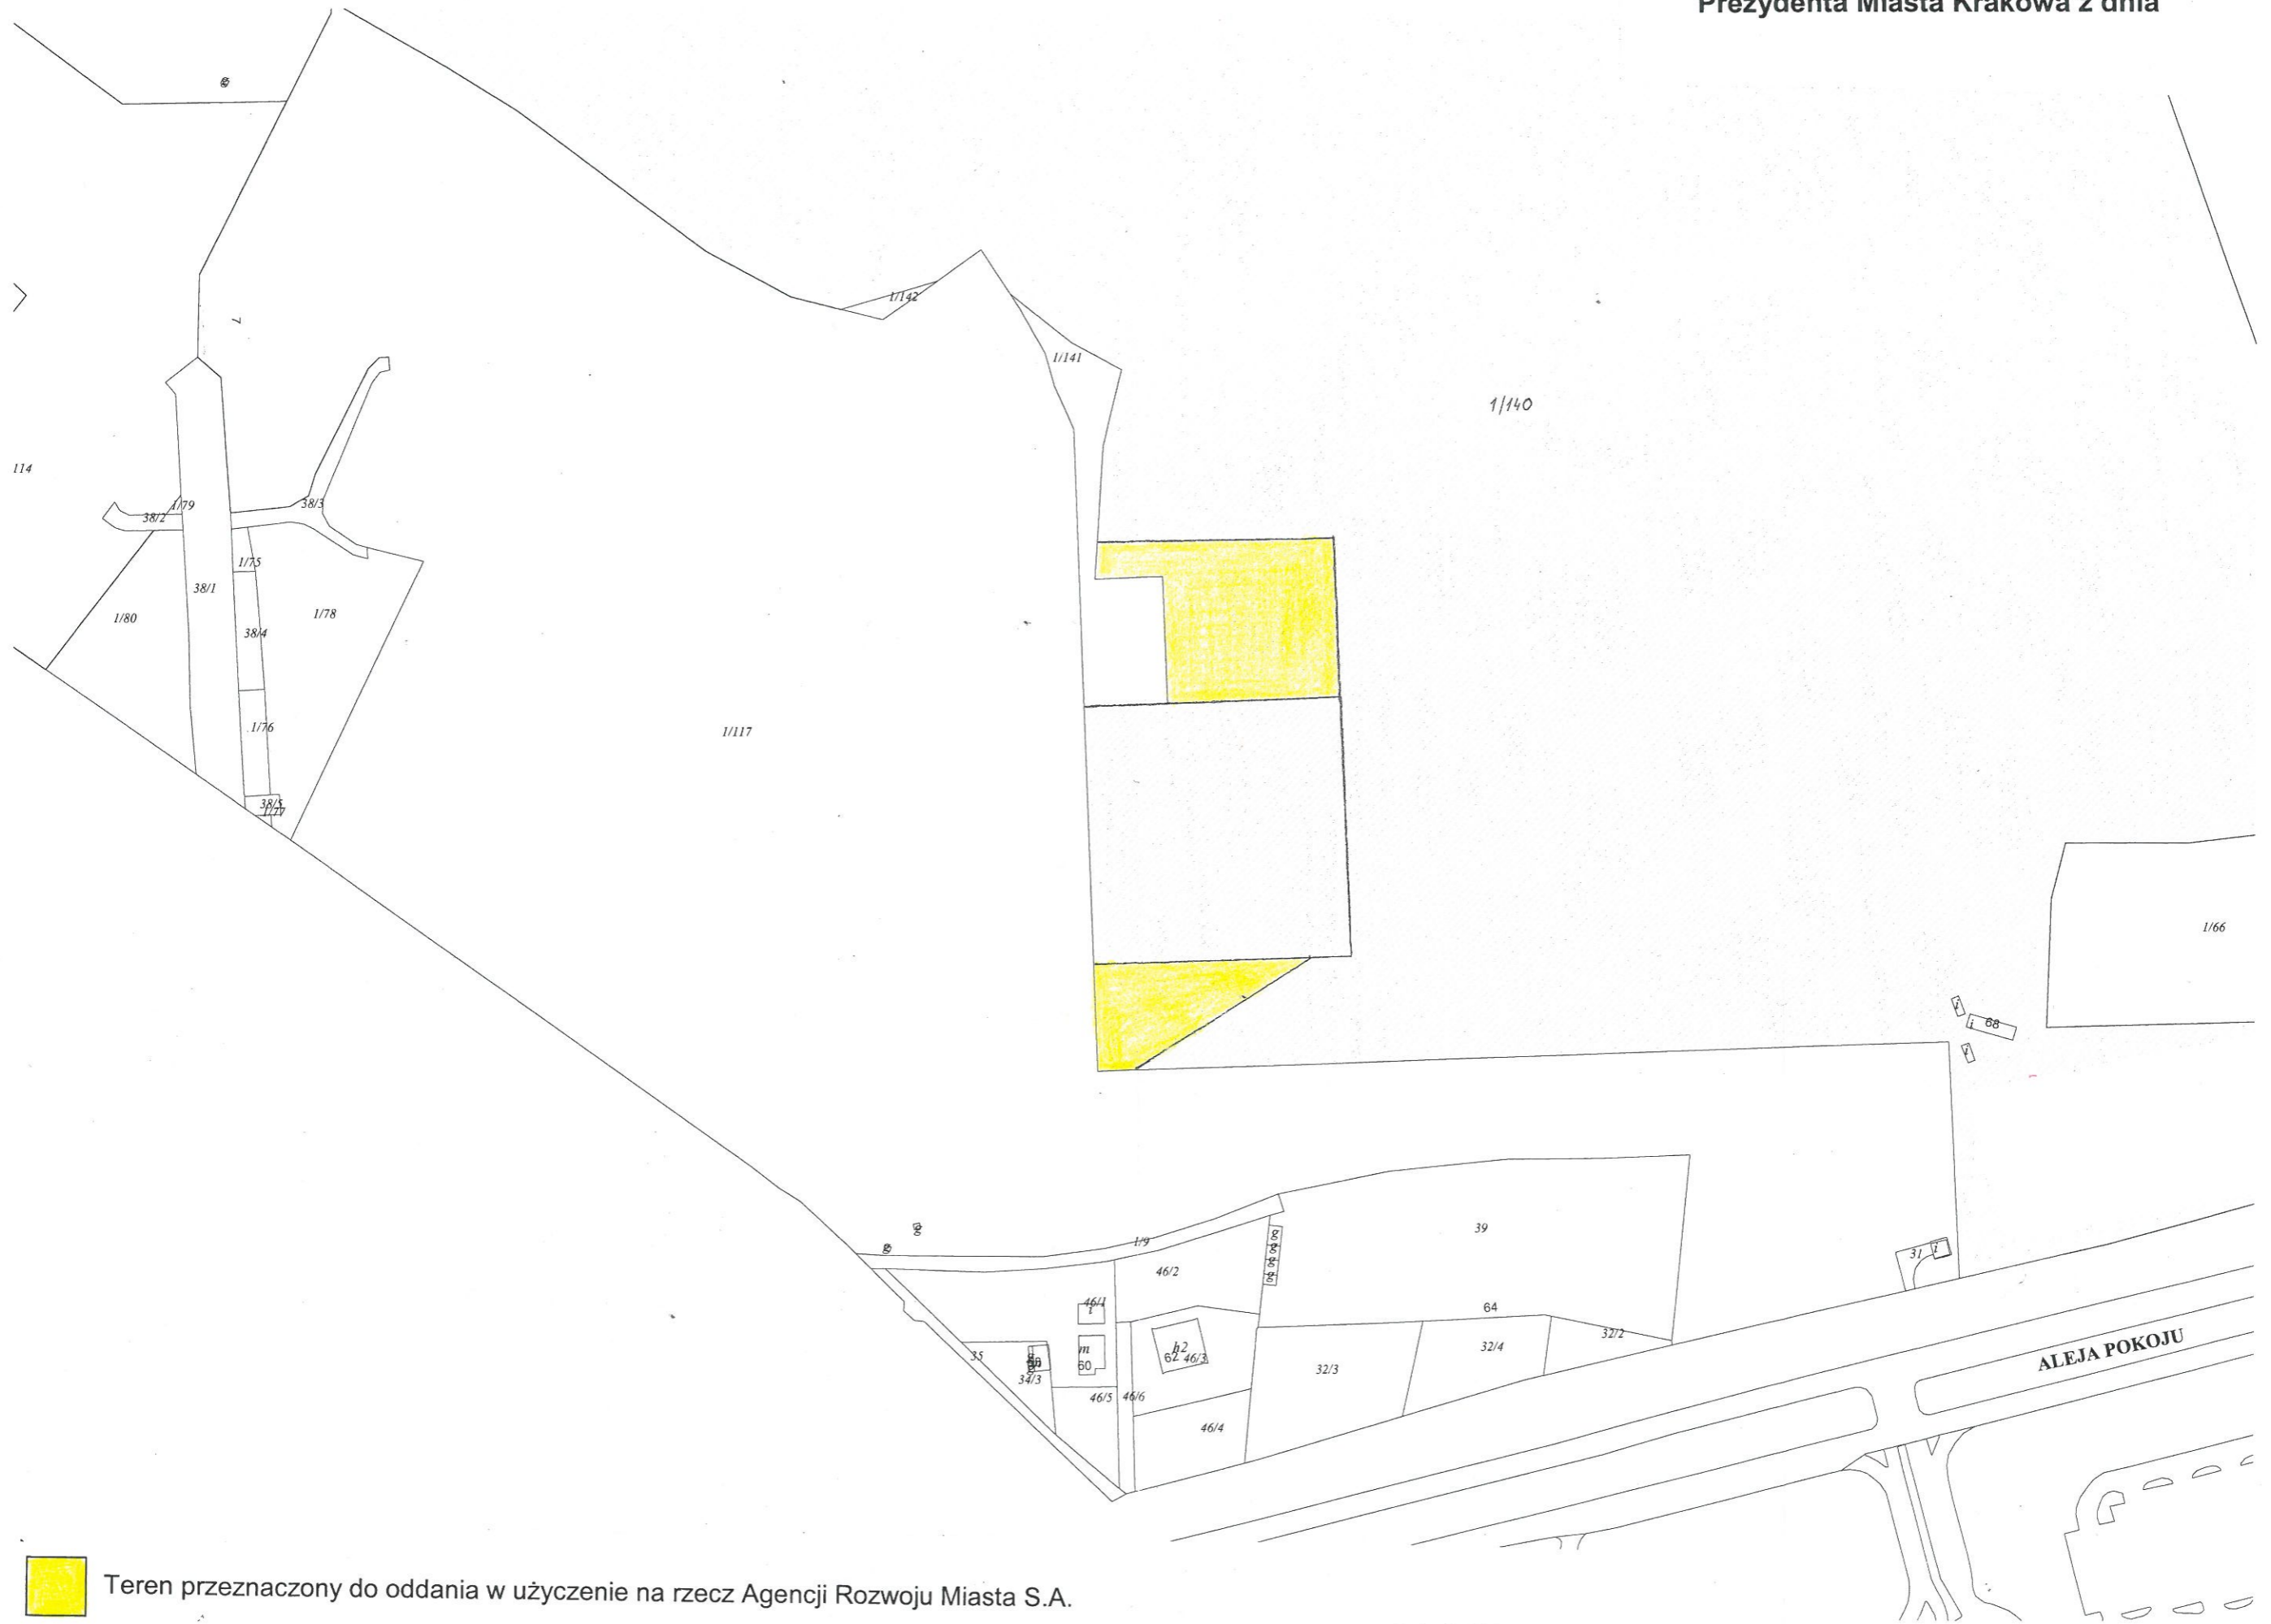 Prezydenta Miasta Krakowa z dnia
7
1/142
1/141
1/140
114
1/79
38/2
38/3
1/75
38/1
1/80
1/78
38/4
1/76
1/117
38/5
1/77
1/66
i
i 68
i
g
1/9
39
g
g
g
g
g
46/2
31 i
46/1
i
64
32/2
32/4
h2
62 46/3
m
60
35
32/3
34/3
46/5
46/6
46/4
ALEJA POKOJU
Teren przeznaczony do oddania w użyczenie na rzecz Agencji Rozwoju Miasta S.A.